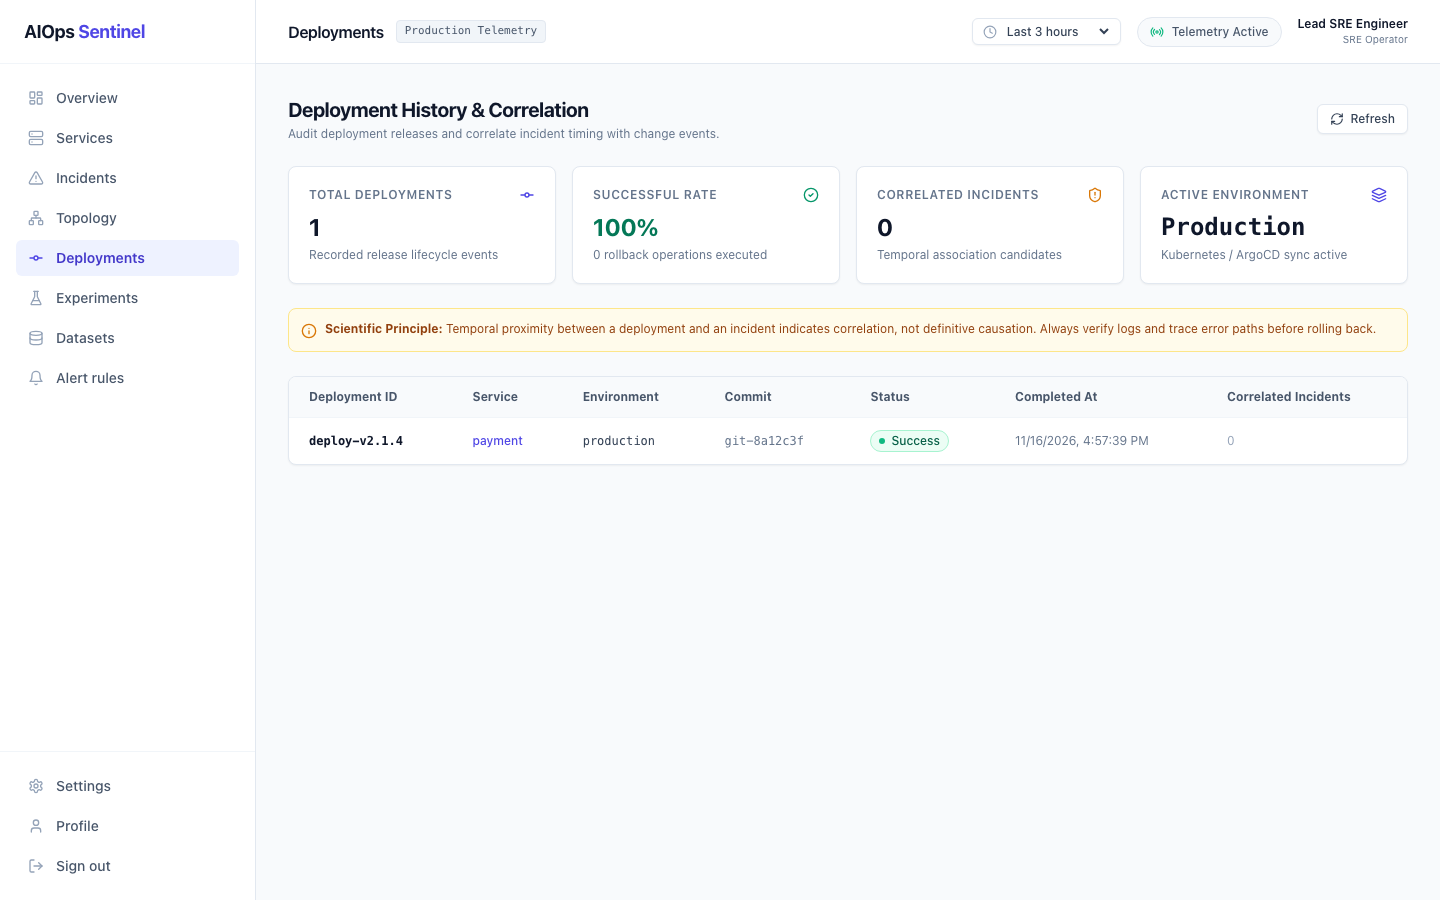 AIOps Sentinel
Overview
Services
Incidents
Topology
Deployments
Experiments
Datasets
Alert rules
Settings
Profile
Sign out
Deployments Production Telemetry Last 3 hours Telemetry Active Lead SRE Engineer
SRE Operator
Deployment History & Correlation
Audit deployment releases and correlate incident timing with change events.
Refresh
TOTAL DEPLOYMENTS
1
Recorded release lifecycle events
SUCCESSFUL RATE
100%
0 rollback operations executed
CORRELATED INCIDENTS
0
Temporal association candidates
ACTIVE ENVIRONMENT
Production
Kubernetes / ArgoCD sync active
Scientific Principle: Temporal proximity between a deployment and an incident indicates correlation, not definitive causation. Always verify logs and trace error paths before rolling back.
Deployment ID Service Environment Commit Status Completed At Correlated Incidents
deploy-v2.1.4 payment production git-8a12c3f Success 11/16/2026, 4:57:39 PM 0